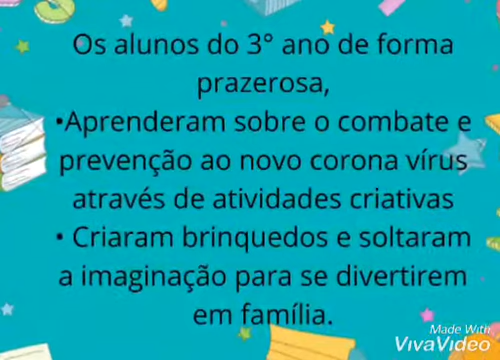 Os alunos do 3° ano de forma
prazerosa,
•Aprenderam sobre o combate e
prevenção ao novo corona vírus
através de atividades criativas
• Criaram brinquedos e soltaram
a imaginação para se divertirem
em família.
Made With
VivaVideo